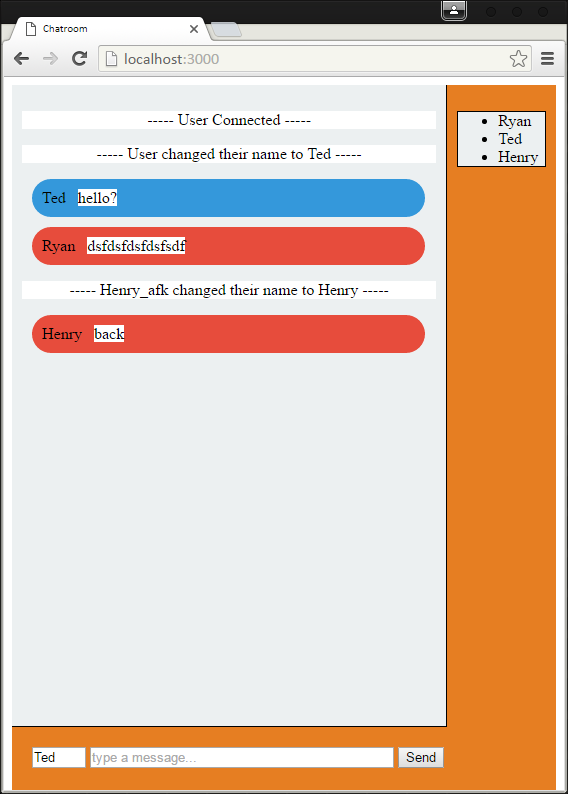 Chatroom
localhost:3000
----- User Connected -----
----- User changed their name to Ted -----
Ted hello?
Ryan dsfdsfdsfdsfsdf
----- Henry_afk changed their name to Henry -----
Henry back
Ryan
Ted
Henry
Ted type a message... Send